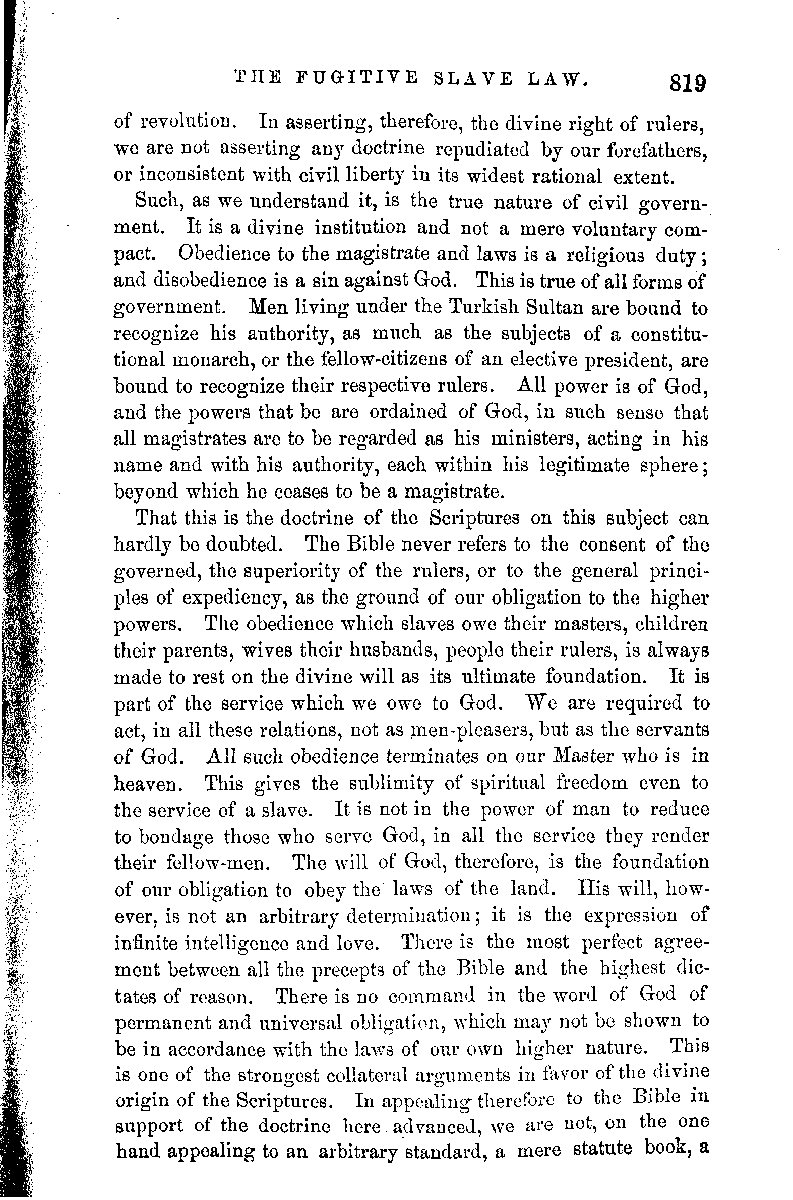 THE FUGITIVE SLAVE LAW. 819
of revolution. In asserting, therefore, the divine right of rulers,
we are not asserting any doctrine repudiated by our forefathers,
or inconsistent with civil liberty in its widest rational extent.
Such, as we understand it, is the true nature of civil govern-
ment. It is a divine institution and not a mere voluntary com-
pact. Obedience to the magistrate and laws is a religious duty;
and disobedience is a sin against God. This is true of all forms of
government. Men living under the Turkish Sultan are bound to
recognize his authority, as much as the subjects of a constitu-
tional monarch, or the fellow-citizens of an elective president, are
bound to recognize their respective rulers. All power is of God,
and the powers that be are ordained of God, in such sense that
all magistrates are to be regarded as his ministers, acting in his
name and with his authority, each within his legitimate sphere;
beyond which he ceases to be a magistrate.
That this is the doctrine of the Scriptures on this subject can
hardly be doubted. The Bible never refers to the consent of the
governed, the superiority of the rulers, or to the general princi-
ples of expediency, as the ground of our obligation to the higher
powers. The obedience which slaves owe their masters, children
their parents, wives their husbands, people their rulers, is always
made to rest on the divine will as its ultimate foundation. It is
part of the service which we owe to God. We are required to
act, in all these relations, not as men-pleasers, but as the servants
of God. All such obedience terminates on our Master who is in
heaven. This gives the sublimity of spiritual freedom even to
the service of a slave. It is not in the power of man to reduce
to bondage those who serve God, in all the service they render
their fellow-men. The will of God, therefore, is the foundation
of our obligation to obey the laws of the land. His will, how-
ever, is not an arbitrary determination; it is the expression of
infinite intelligence and love. There is the most perfect agree-
ment between all the precepts of the Bible and the highest dic-
tates of reason. There is no command in the word of God of
permanent and universal obligation, which may not be shown to
be in accordance with the laws of our own higher nature. This
is one of the strongest collateral arguments in favor of the divine
origin of the Scriptures. In appealing therefore to the Bible in
support of the doctrine here advanced, we are not, on the one
hand appealing to an arbitrary standard, a mere statute book, a